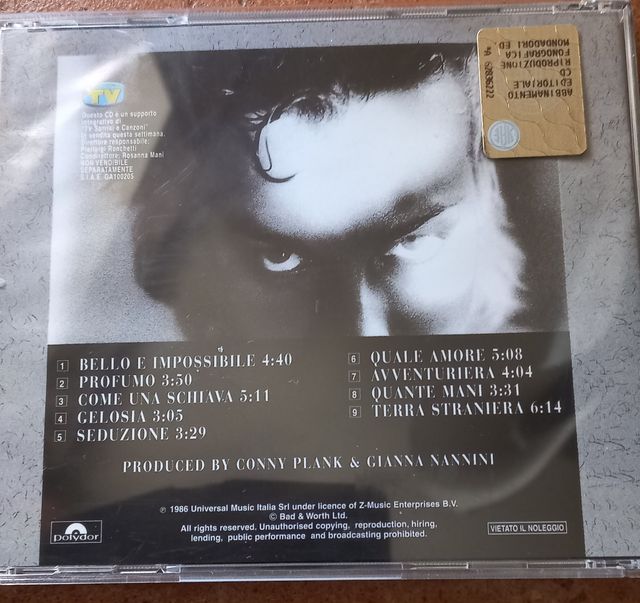 ABBINAMENTO
EDITORIALE
CD
RIPRODUZIONE
FONOGRAFICA
MONDADORI ED.
TV
Questo CD è un supporto
integrativo di
"TV Sorrisi e Canzoni"
in vendita questa settimana.
Direttore responsabile:
Pierluigi Ronchetti
Condirettore: Rosanna Mani
NON VENDIBILE
SEPARATAMENTE
S.I.A.E. GA100205
1 BELLO E IMPOSSIBILE 4:40
2 PROFUMO 3:50
3 COME UNA SCHIAVA 5:11
4 GELOSIA 3:05
5 SEDUZIONE 3:29
6 QUALE AMORE 5:08
7 AVVENTURIERA 4:04
8 QUANTE MANI 3:31
9 TERRA STRANIERA 6:14
PRODUCED BY CONNY PLANK & GIANNA NANNINI
℗ 1986 Universal Music Italia Srl under licence of Z-Music Enterprises B.V.
© Bad & Worth Ltd.
All rights reserved. Unauthorised copying, reproduction, hiring,
lending, public performance and broadcasting prohibited.
polydor
VIETATO IL NOLEGGIO